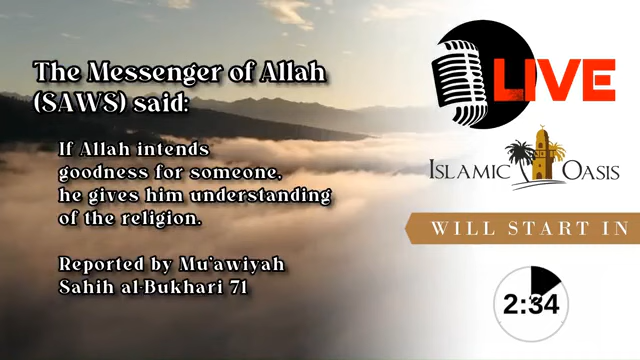 The Messenger of Allah
(SAWS) said:
If Allah intends
goodness for someone,
he gives him understanding
of the religion.
Reported by Mu'awiyah
Sahih al-Bukhari 71
LIVE
ISLAMIC OASIS
WILL START IN
2:34